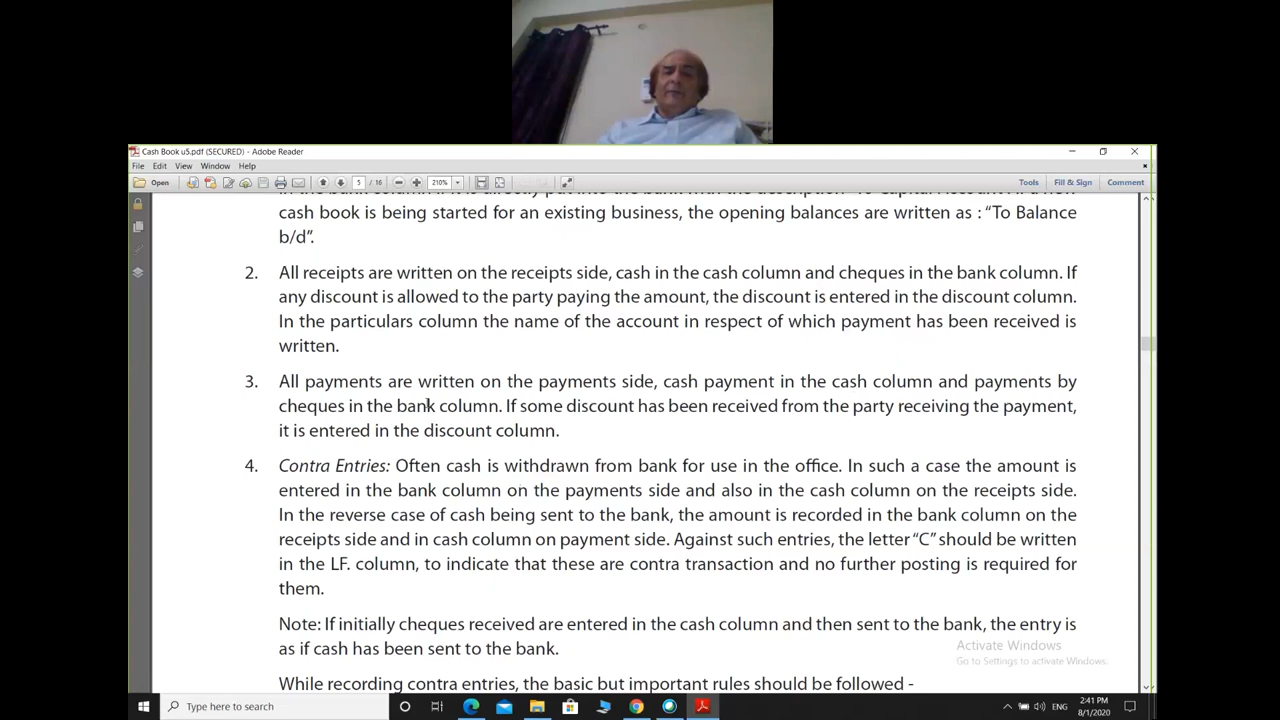 Cash Book u5.pdf (SECURED) - Adobe Reader
File Edit View Window Help
Open 5 / 16 210% Tools Fill & Sign Comment
cash book is being started for an existing business, the opening balances are written as : “To Balance
b/d”.
2. All receipts are written on the receipts side, cash in the cash column and cheques in the bank column. If
any discount is allowed to the party paying the amount, the discount is entered in the discount column.
In the particulars column the name of the account in respect of which payment has been received is
written.
3. All payments are written on the payments side, cash payment in the cash column and payments by
cheques in the bank column. If some discount has been received from the party receiving the payment,
it is entered in the discount column.
4. Contra Entries: Often cash is withdrawn from bank for use in the office. In such a case the amount is
entered in the bank column on the payments side and also in the cash column on the receipts side.
In the reverse case of cash being sent to the bank, the amount is recorded in the bank column on the
receipts side and in cash column on payment side. Against such entries, the letter “C” should be written
in the LF. column, to indicate that these are contra transaction and no further posting is required for
them.
Note: If initially cheques received are entered in the cash column and then sent to the bank, the entry is
as if cash has been sent to the bank.
Activate Windows
Go to Settings to activate Windows.
While recording contra entries, the basic but important rules should be followed -
Type here to search
ENG
2:41 PM
8/1/2020